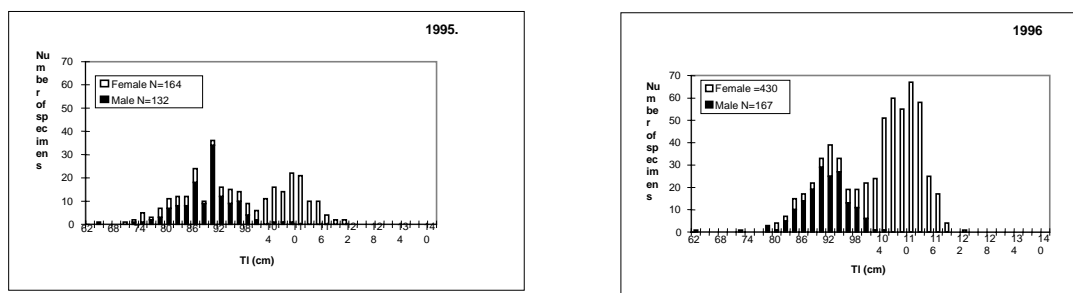 1995.
Nu
m
be
r
of
sp
ec
im
en
s
70
60
50
40
30
20
10
0
Female N=164
Male N=132
62 68 74 80 86 92 98 10 11 11 12 12 13 14
4 0 6 2 8 4 0
Tl (cm)
1996
Nu
m
be
r
of
sp
ec
im
en
s
70
60
50
40
30
20
10
0
Female =430
Male N=167
62 68 74 80 86 92 98 10 11 11 12 12 13 14
4 0 6 2 8 4 0
Tl (cm)